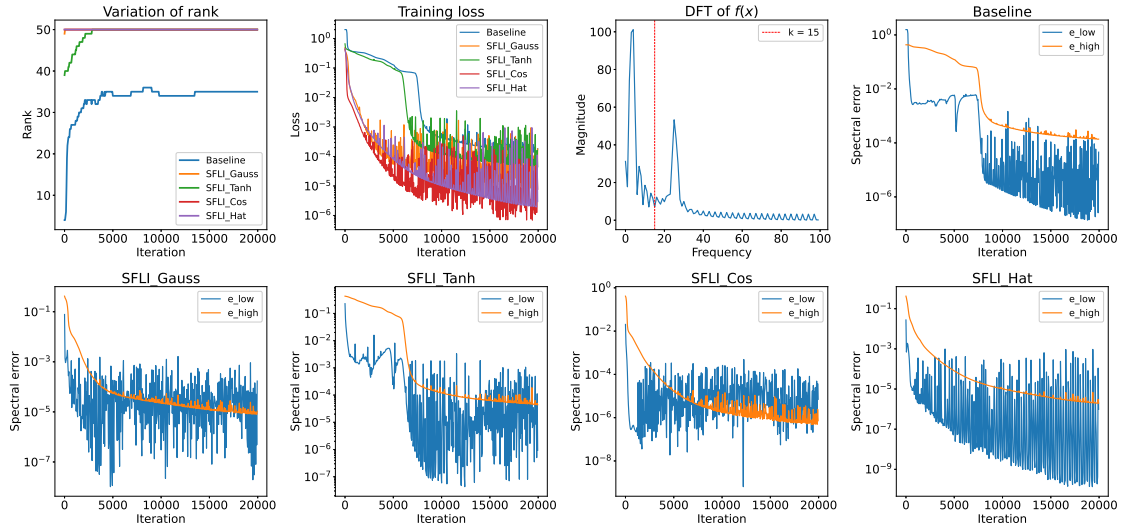 Variation of rank
50
40
30
20
10
Rank
0
5000
10000
15000
20000
Iteration
Baseline
SFLI_Gauss
SFLI_Tanh
SFLI_Cos
SFLI_Hat
Training loss
10⁰
10⁻¹
10⁻²
10⁻³
10⁻⁴
10⁻⁵
10⁻⁶
Loss
0
5000
10000
15000
20000
Iteration
Baseline
SFLI_Gauss
SFLI_Tanh
SFLI_Cos
SFLI_Hat
DFT of f(x)
100
80
60
40
20
0
Magnitude
0
20
40
60
80
100
Frequency
k = 15
Baseline
10⁰
10⁻²
10⁻⁴
10⁻⁶
Spectral error
0
5000
10000
15000
20000
Iteration
e_low
e_high
SFLI_Gauss
10⁻¹
10⁻³
10⁻⁵
10⁻⁷
Spectral error
0
5000
10000
15000
20000
Iteration
e_low
e_high
SFLI_Tanh
10⁻¹
10⁻²
10⁻³
10⁻⁴
10⁻⁵
10⁻⁶
10⁻⁷
Spectral error
0
5000
10000
15000
20000
Iteration
e_low
e_high
SFLI_Cos
10⁰
10⁻²
10⁻⁴
10⁻⁶
10⁻⁸
Spectral error
0
5000
10000
15000
20000
Iteration
e_low
e_high
SFLI_Hat
10⁻¹
10⁻³
10⁻⁵
10⁻⁷
10⁻⁹
Spectral error
0
5000
10000
15000
20000
Iteration
e_low
e_high